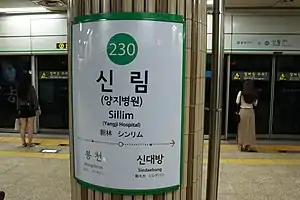 230
신 림
(양지병원)
Sillim
(Yangji Hospital)
新林 シンリム
봉천
신대방
Sindaebang